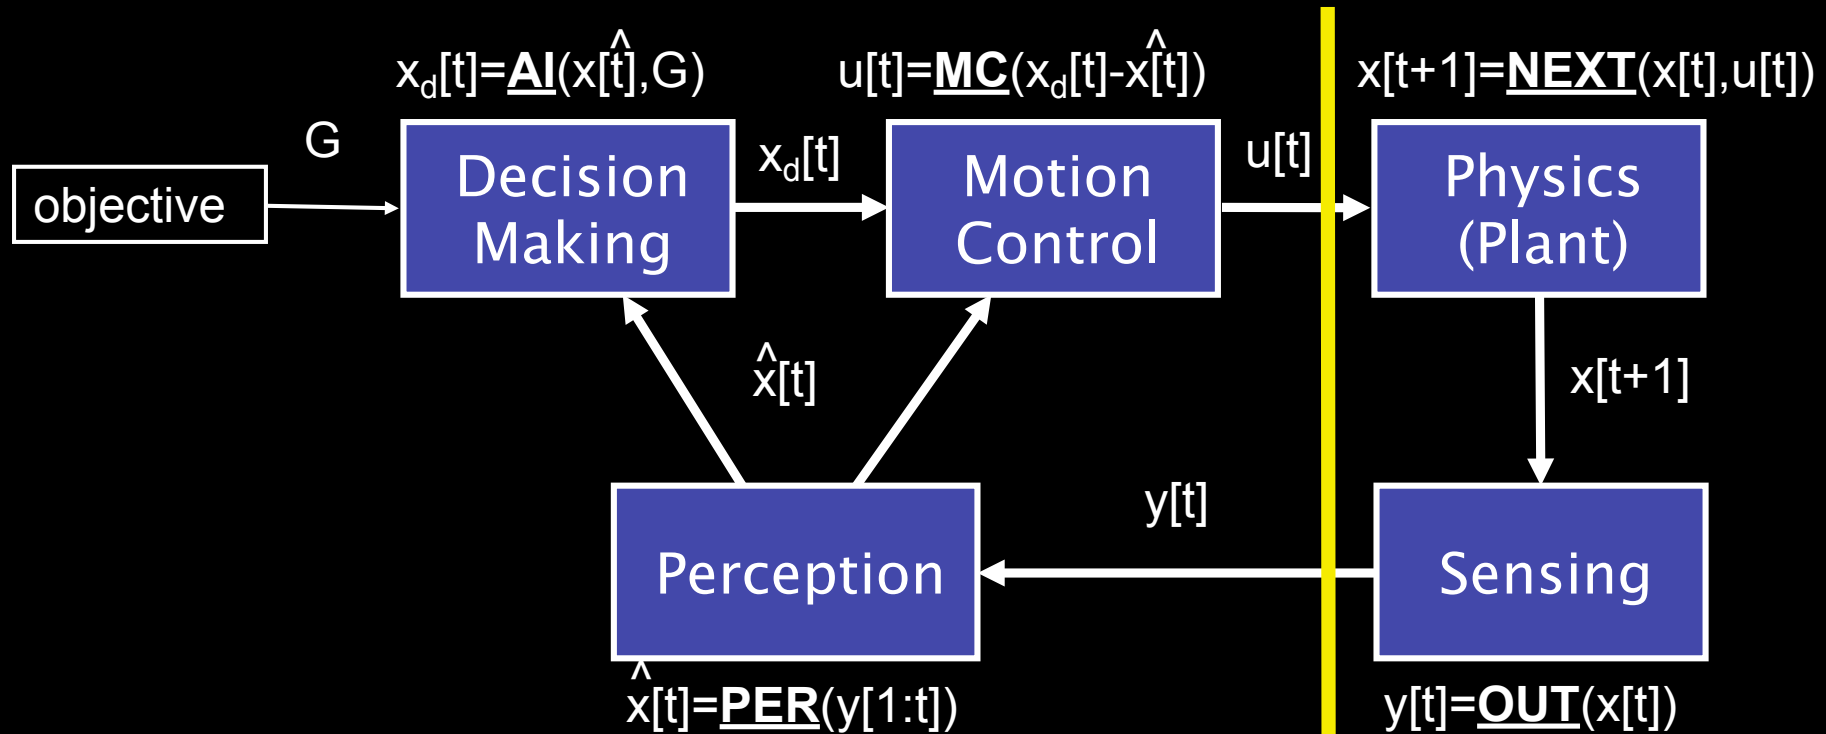 x_d[t]=AI(x̂[t],G)
u[t]=MC(x_d[t]-x̂[t])
x[t+1]=NEXT(x[t],u[t])
G
objective
Decision
Making
x_d[t]
Motion
Control
u[t]
Physics
(Plant)
x̂[t]
x[t+1]
y[t]
Perception
Sensing
x̂[t]=PER(y[1:t])
y[t]=OUT(x[t])